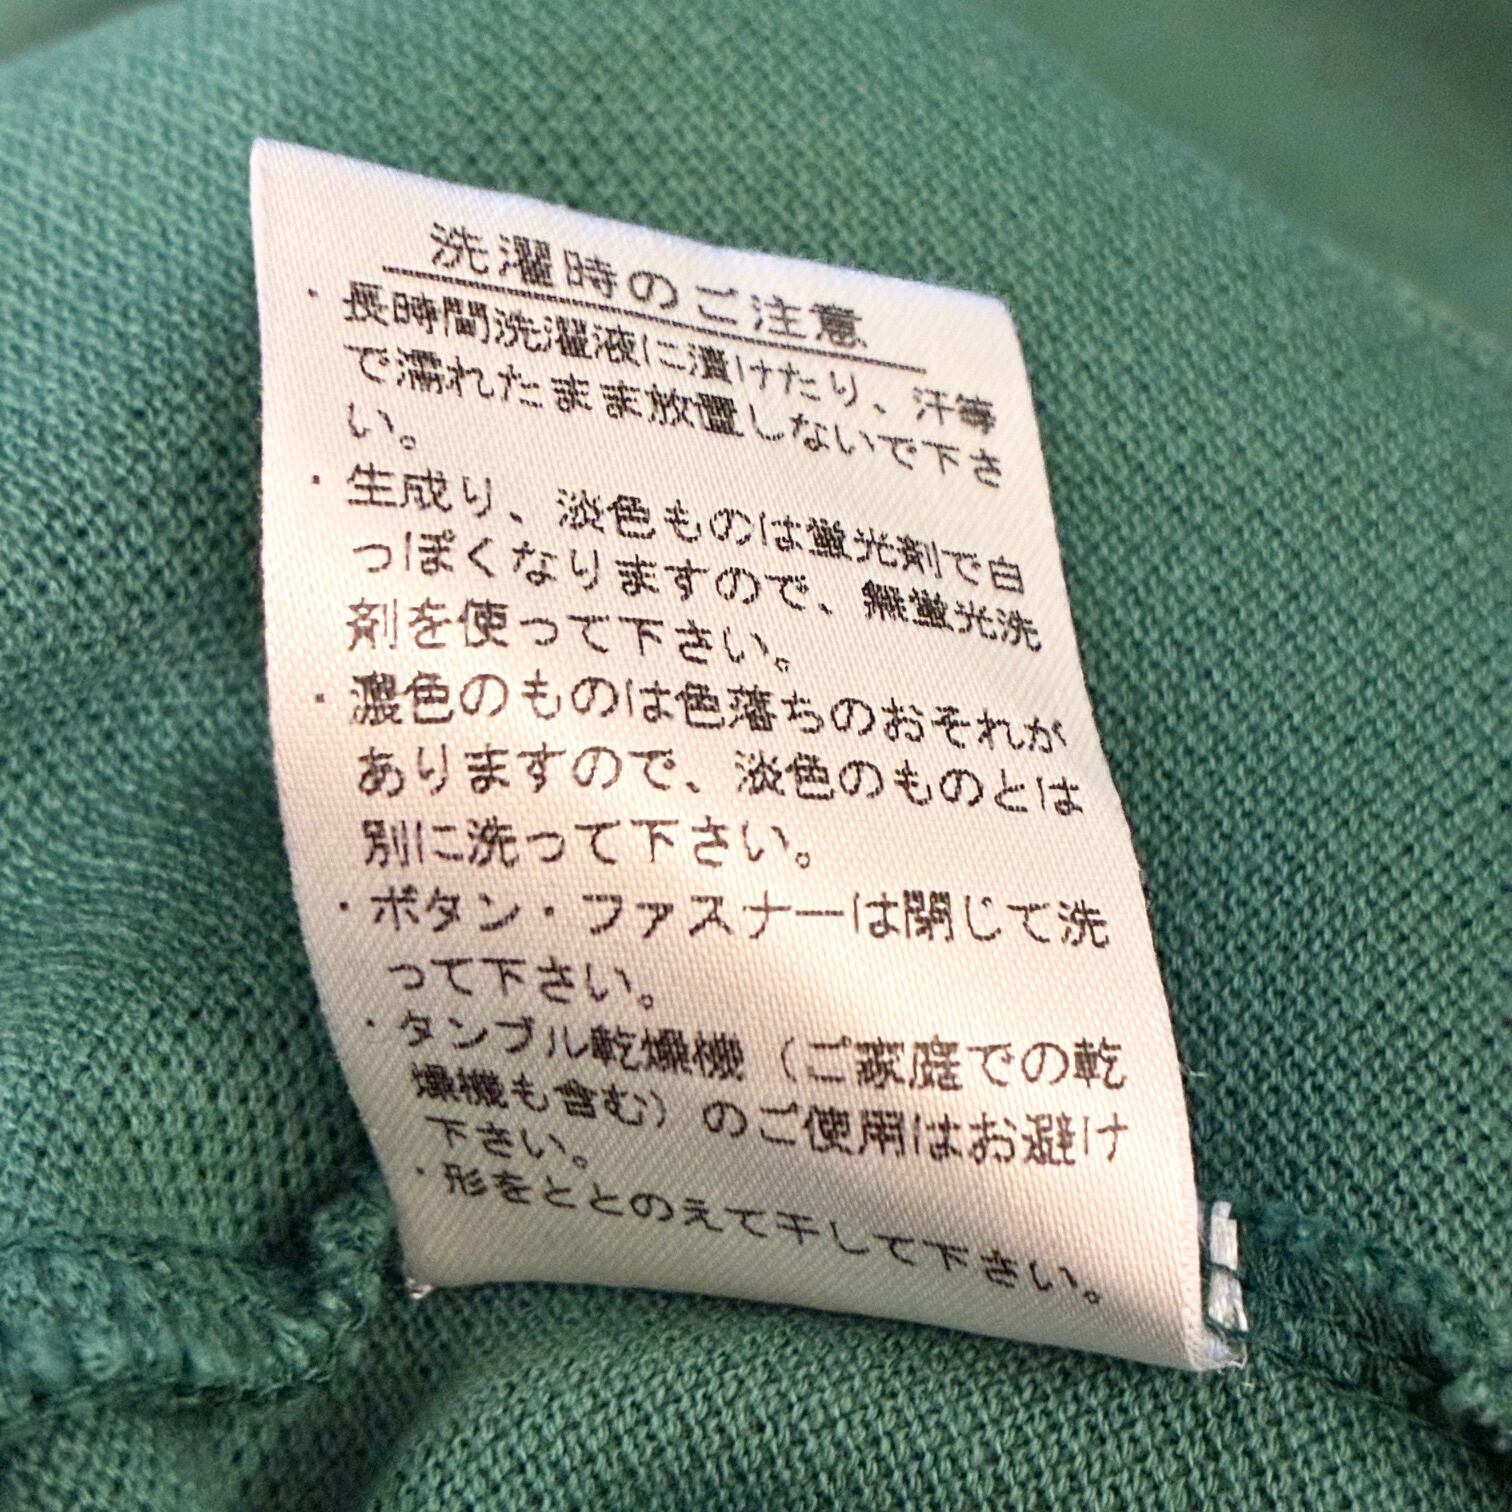 洗濯時のご注意
・長時間洗濯液に漬けたり、汗等
で濡れたまま放置しないで下さ
い。
・生成り、淡色ものは蛍光剤で白
っぽくなりますので、無蛍光洗
剤を使って下さい。
・濃色のものは色落ちのおそれが
ありますので、淡色のものとは
別に洗って下さい。
・ボタン・ファスナーは閉じて洗
って下さい。
・タンブル乾燥機（ご家庭での乾
燥機も含む）のご使用はお避け
下さい。
・形をととのえて干して下さい。